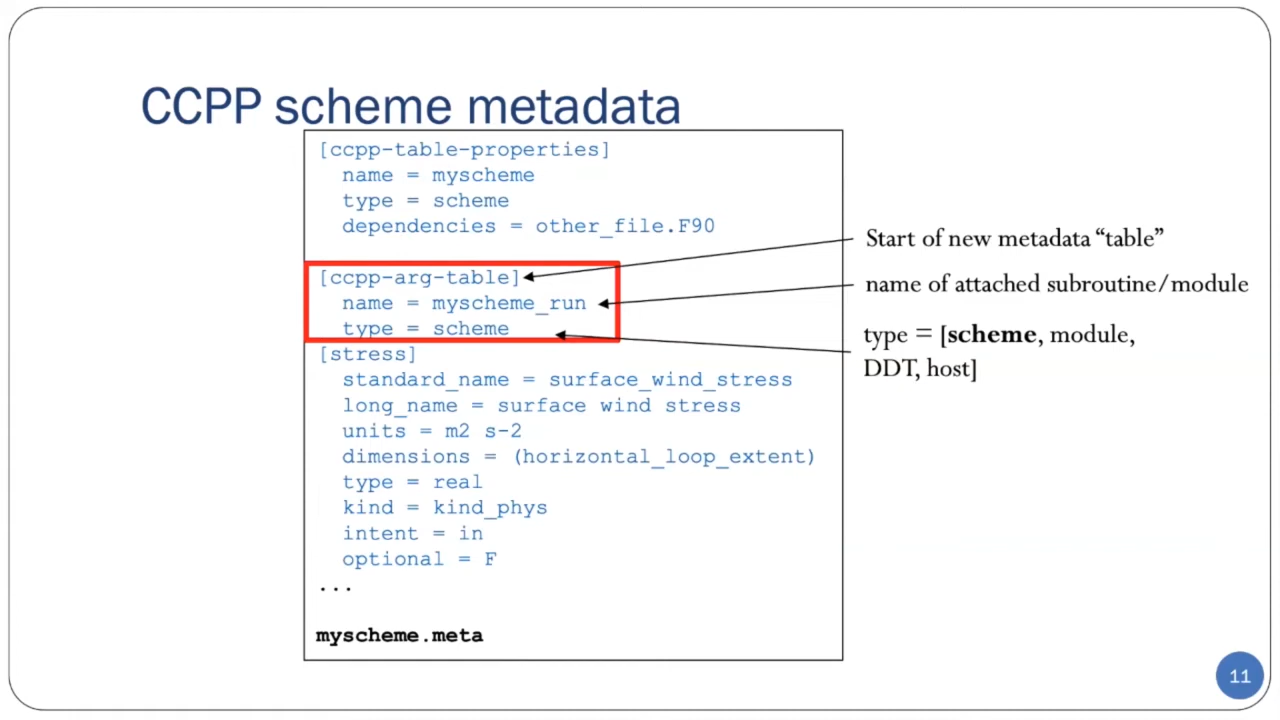 CCPP scheme metadata
[ccpp-table-properties]
name = myscheme
type = scheme
dependencies = other_file.F90
[ccpp-arg-table]
name = myscheme_run
type = scheme
[stress]
standard_name = surface_wind_stress
long_name = surface wind stress
units = m2 s-2
dimensions = (horizontal_loop_extent)
type = real
kind = kind_phys
intent = in
optional = F
...
myscheme.meta
Start of new metadata “table”
name of attached subroutine/module
type = [scheme, module,
DDT, host]
11